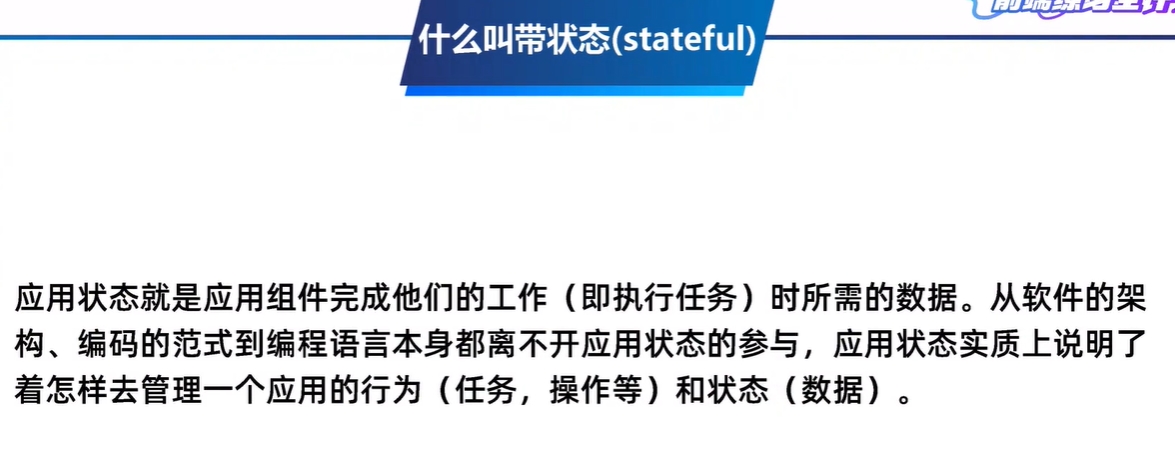 什么叫带状态(stateful)
应用状态就是应用组件完成他们的工作（即执行任务）时所需的数据。从软件的架
构、编码的范式到编程语言本身都离不开应用状态的参与，应用状态实质上说明了
着怎样去管理一个应用的行为（任务，操作等）和状态（数据）。